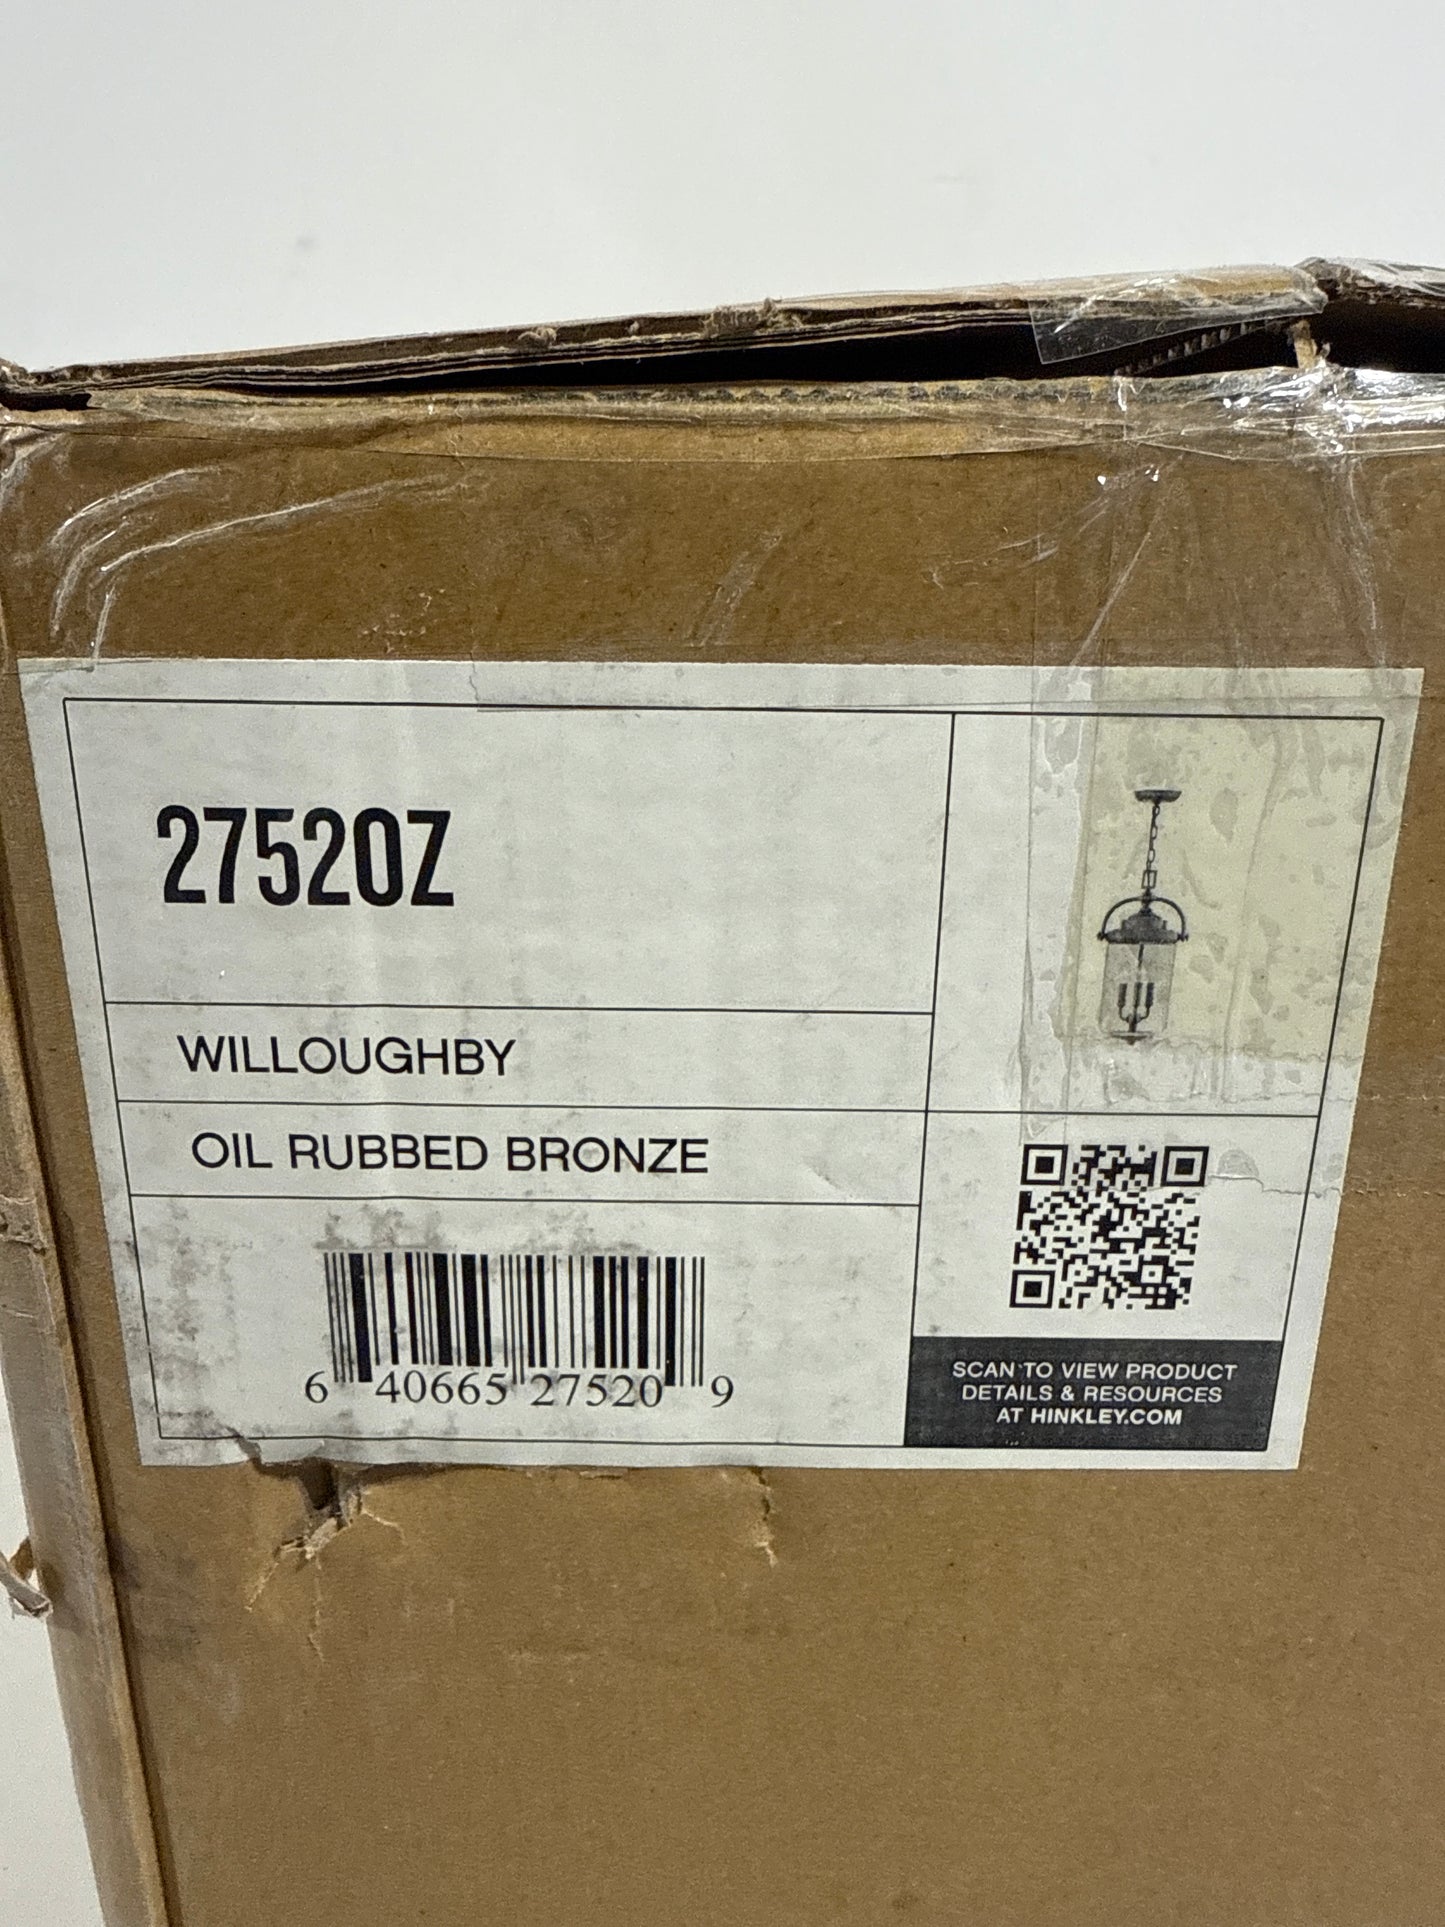 27520Z
WILLOUGHBY
OIL RUBBED BRONZE
6 40665 27520 9
SCAN TO VIEW PRODUCT
DETAILS & RESOURCES
AT HINKLEY.COM